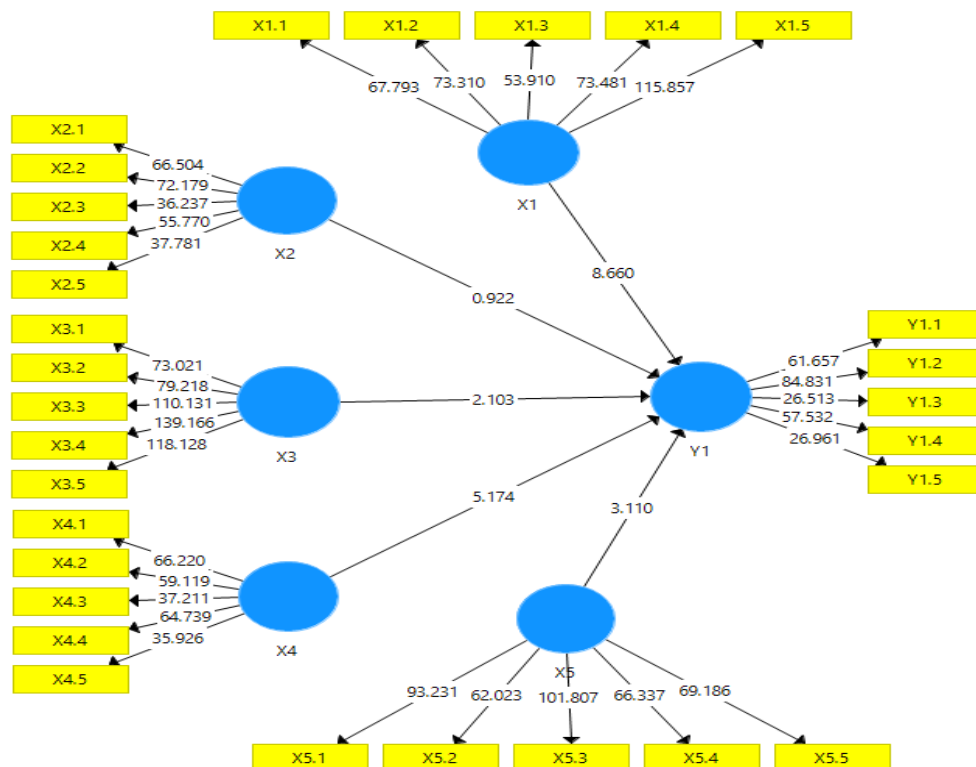 X1.1 X1.2 X1.3 X1.4 X1.5
67.793 73.310 53.910 73.481 115.857
X1
8.660
X2.1
X2.2
X2.3
X2.4
X2.5
66.504
72.179
36.237
55.770
37.781
X2
0.922
X3.1
X3.2
X3.3
X3.4
X3.5
73.021
79.218
110.131
139.166
118.128
X3
2.103
X4.1
X4.2
X4.3
X4.4
X4.5
66.220
59.119
37.211
64.739
35.926
X4
5.174
Y1
61.657
84.831
26.513
57.532
26.961
Y1.1
Y1.2
Y1.3
Y1.4
Y1.5
3.110
X5
93.231 62.023 101.807 66.337 69.186
X5.1 X5.2 X5.3 X5.4 X5.5